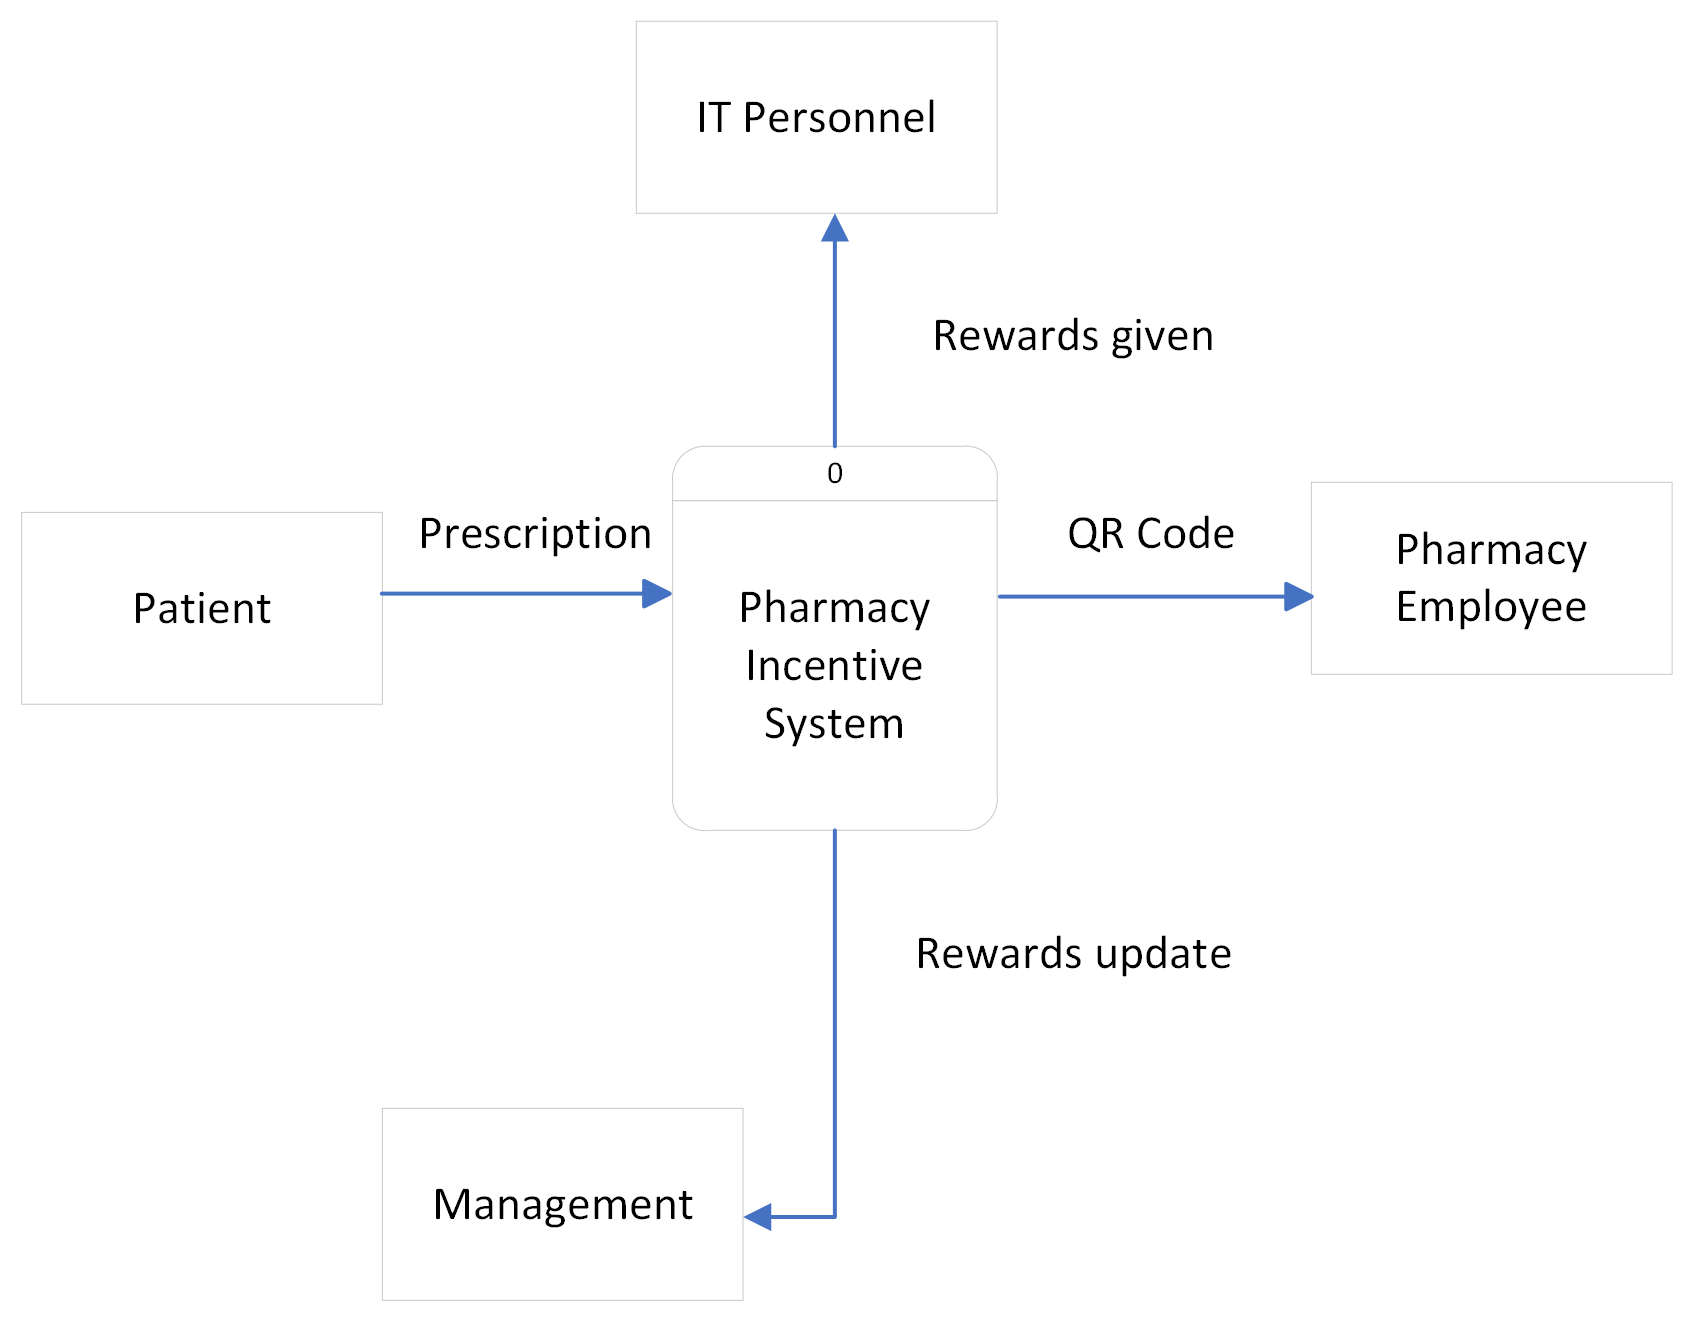 IT Personnel
Rewards given
0
Prescription
QR Code
Patient
Pharmacy
Incentive
System
Pharmacy
Employee
Rewards update
Management